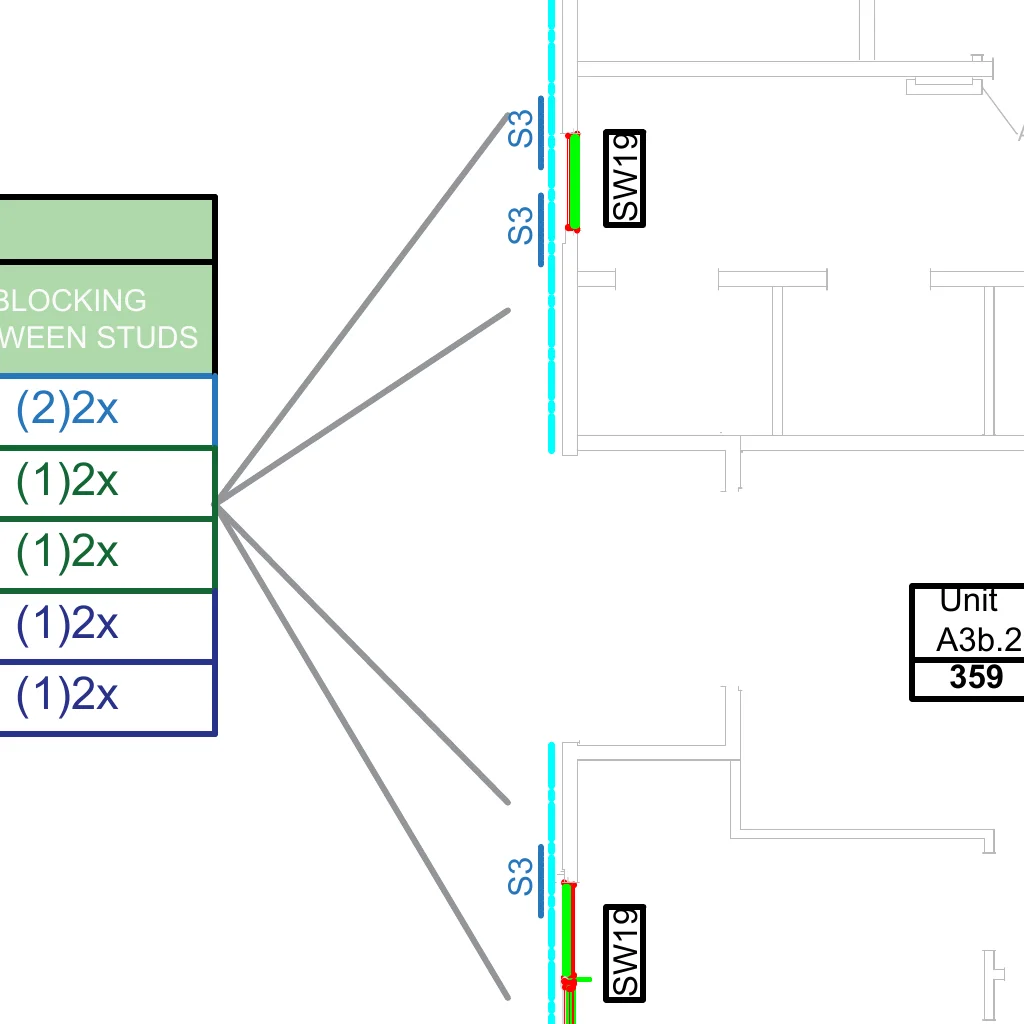 BLOCKING
WEEN STUDS
(2)2x
(1)2x
(1)2x
(1)2x
(1)2x
S3
SW19
S3
Unit
A3b.2
359
S3
SW19